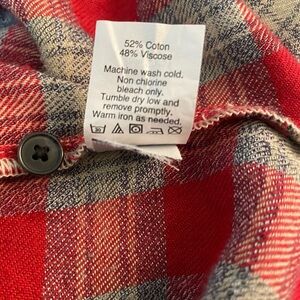 52% Coton
48% Viscose
Machine wash cold.
Non chlorine
bleach only.
Tumble dry low and
remove promptly.
Warm iron as needed.